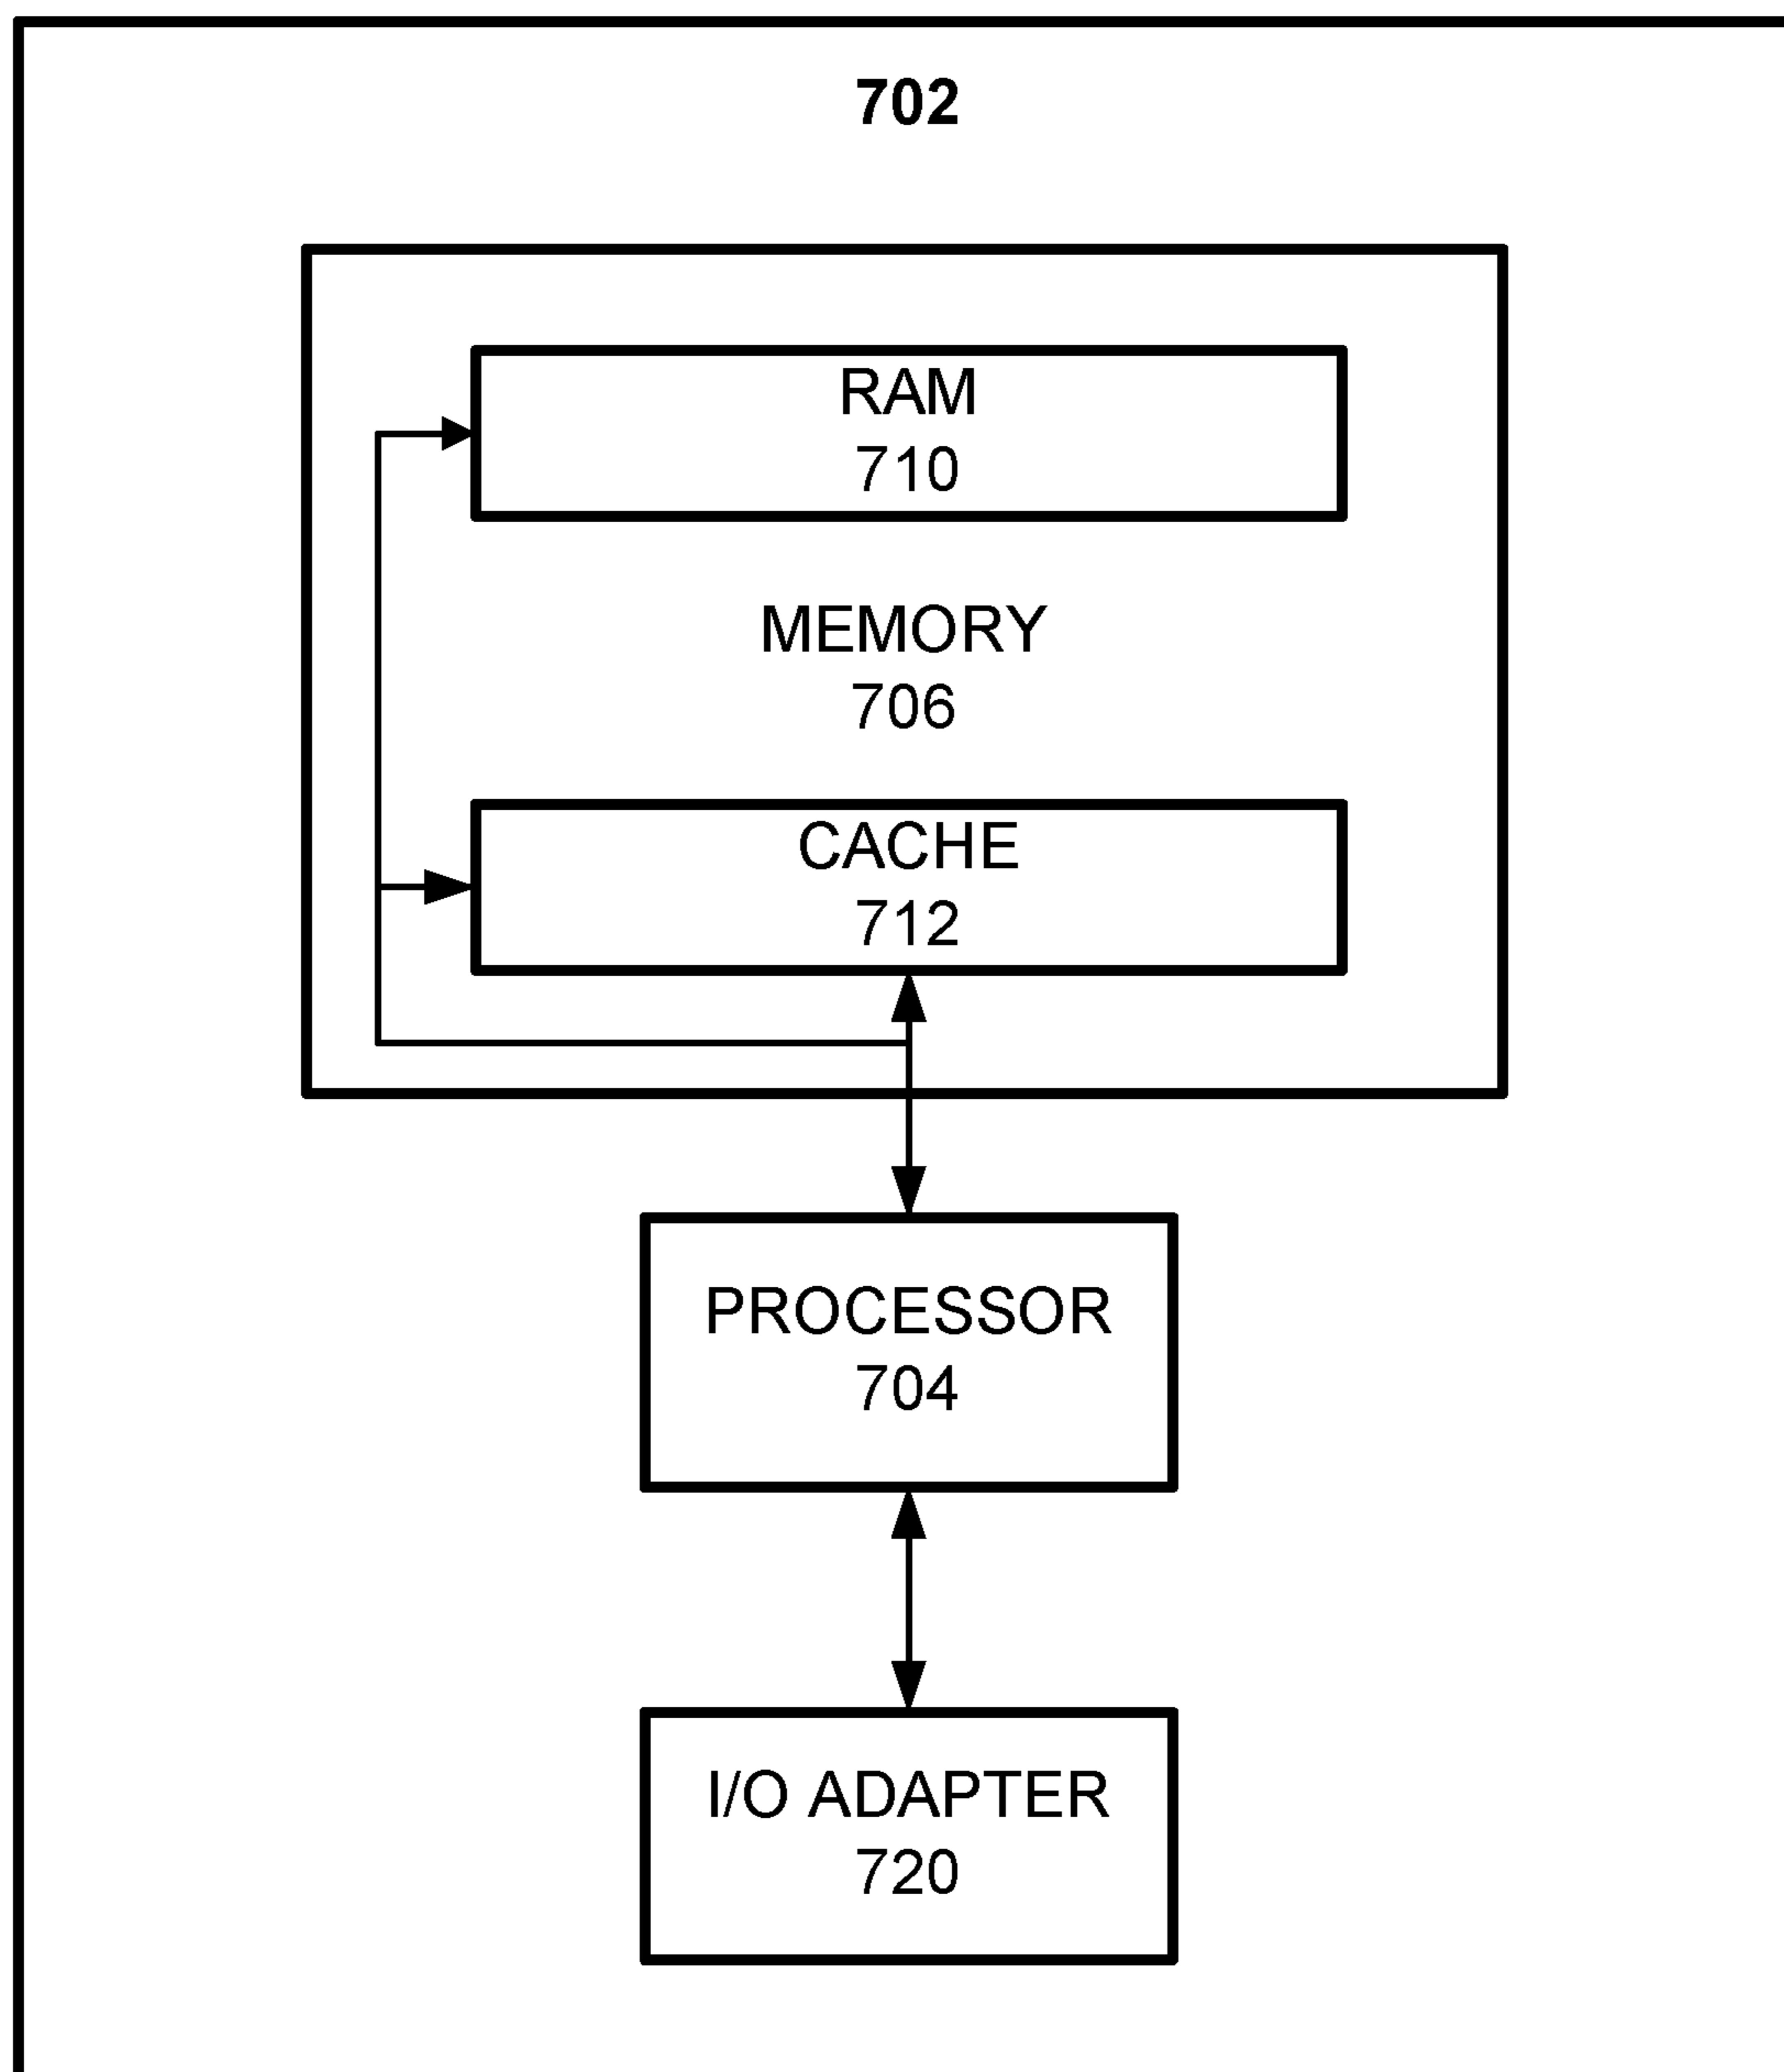 702
RAM
710
MEMORY
706
CACHE
712
PROCESSOR
704
I/O ADAPTER
720